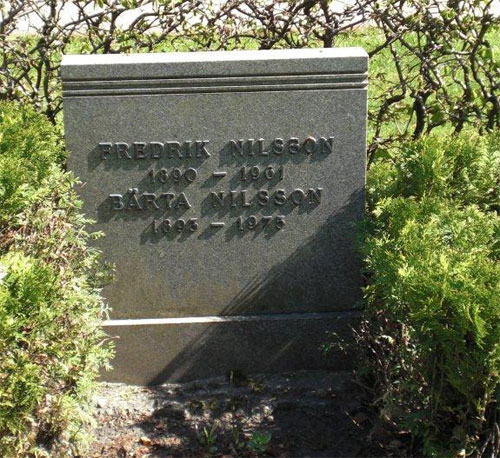 FREDRIK NILSSON
1890 – 1961
BÄRTA NILSSON
1893 – 1975